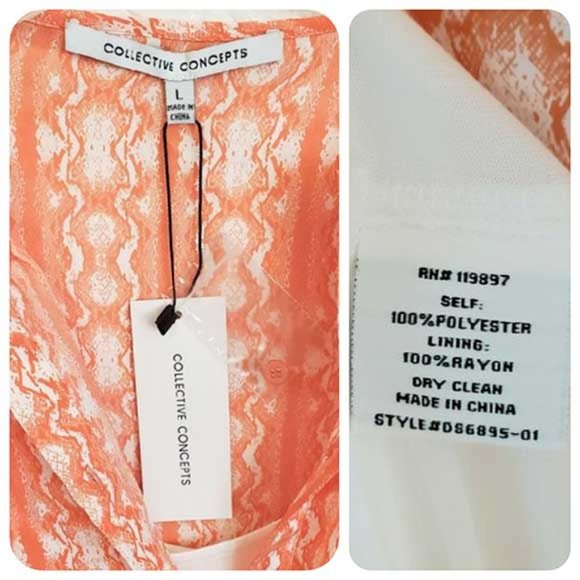 COLLECTIVE CONCEPTS
L
MADE IN
CHINA
COLLECTIVE CONCEPTS
RN# 119897
SELF:
100%POLYESTER
LINING:
100%RAYON
DRY CLEAN
MADE IN CHINA
STYLE#DS6895-01